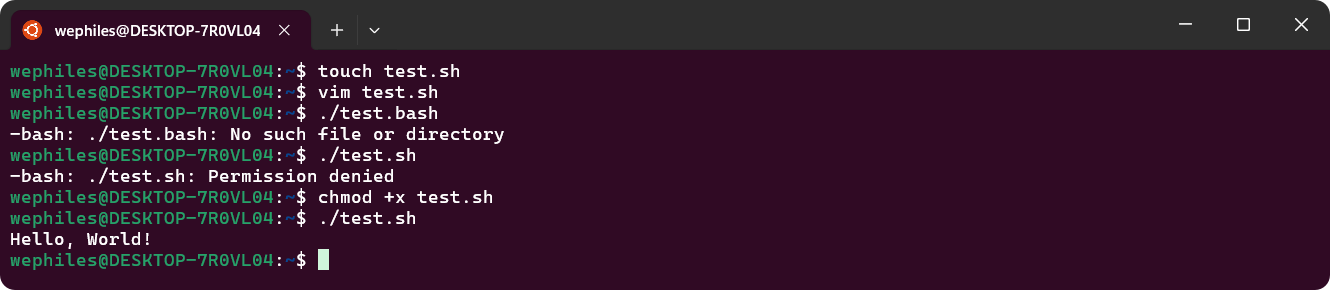 wephiles@DESKTOP-7R0VL04
wephiles@DESKTOP-7R0VL04:~$ touch test.sh
wephiles@DESKTOP-7R0VL04:~$ vim test.sh
wephiles@DESKTOP-7R0VL04:~$ ./test.bash
-bash: ./test.bash: No such file or directory
wephiles@DESKTOP-7R0VL04:~$ ./test.sh
-bash: ./test.sh: Permission denied
wephiles@DESKTOP-7R0VL04:~$ chmod +x test.sh
wephiles@DESKTOP-7R0VL04:~$ ./test.sh
Hello, World!
wephiles@DESKTOP-7R0VL04:~$